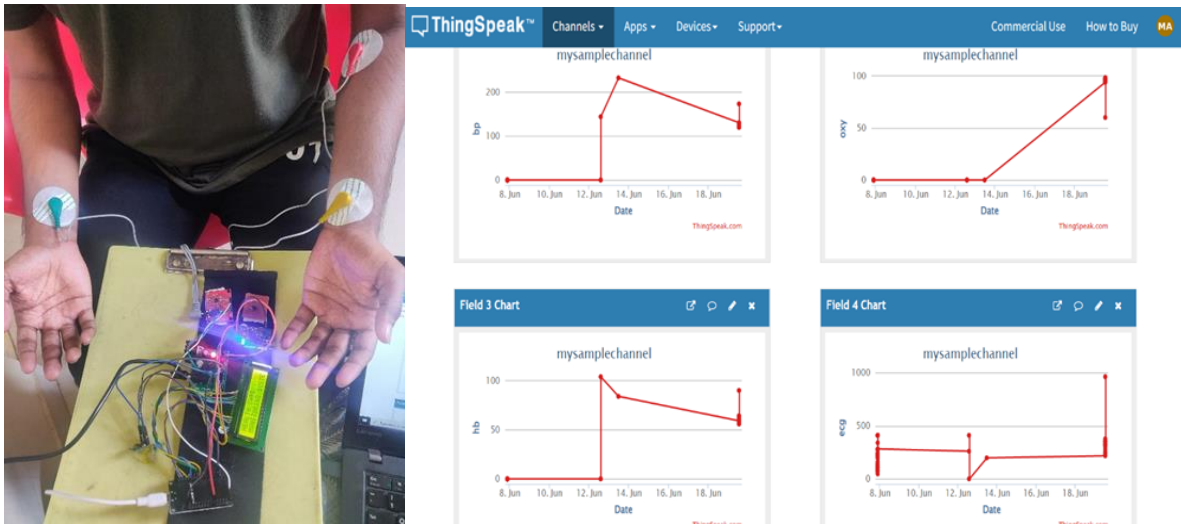 ThingSpeak™ Channels Apps Devices Support Commercial Use How to Buy MA
mysamplechannel
200
100
0
bp
8. Jun 10. Jun 12. Jun 14. Jun 16. Jun 18. Jun
Date
ThingSpeak.com
mysamplechannel
100
50
0
oxy
8. Jun 10. Jun 12. Jun 14. Jun 16. Jun 18. Jun
Date
ThingSpeak.com
Field 3 Chart
mysamplechannel
100
50
0
hb
8. Jun 10. Jun 12. Jun 14. Jun 16. Jun 18. Jun
Date
Field 4 Chart
mysamplechannel
1000
500
0
ecg
8. Jun 10. Jun 12. Jun 14. Jun 16. Jun 18. Jun
Date